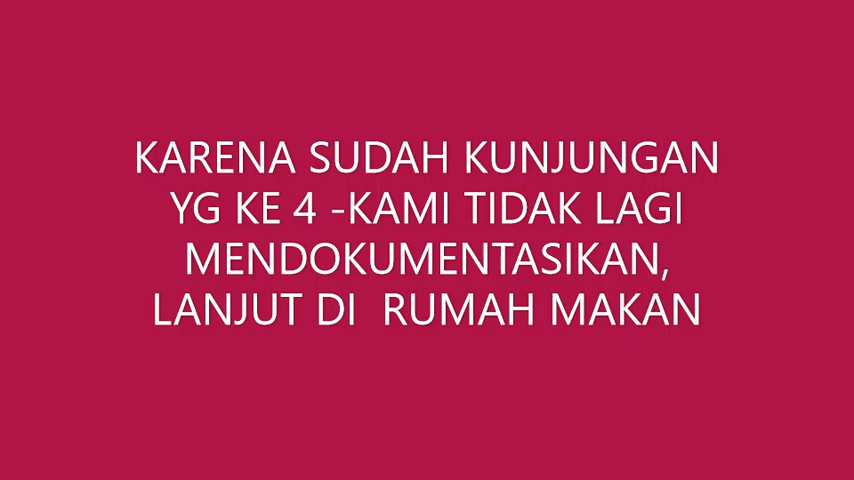 KARENA SUDAH KUNJUNGAN
YG KE 4 -KAMI TIDAK LAGI
MENDOKUMENTASIKAN,
LANJUT DI  RUMAH MAKAN